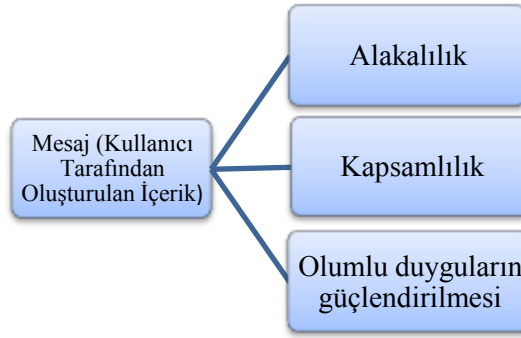 Mesaj (Kullanıcı
Tarafından
Oluşturulan İçerik)
Alakalılık
Kapsamlılık
Olumlu duyguların
güçlendirilmesi